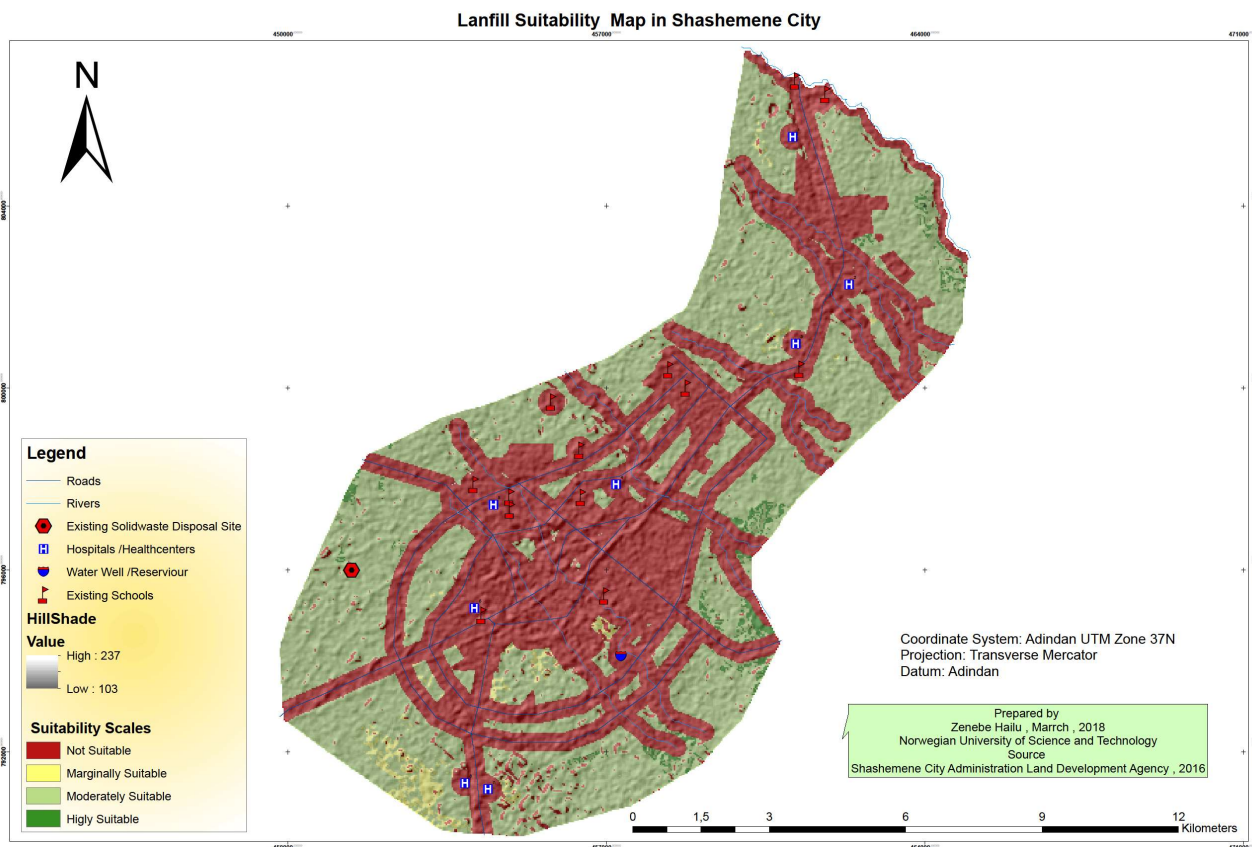 Lanfill Suitability Map in Shashemene City
450000
457000
464000
471000
N
804000
800000
796000
792000
H
H
H
H
H
H
H
H
Legend
Roads
Rivers
Existing Solidwaste Disposal Site
H Hospitals /Healthcenters
Water Well /Reserviour
Existing Schools
HillShade
Value
High : 237
Low : 103
Suitability Scales
Not Suitable
Marginally Suitable
Moderately Suitable
Higly Suitable
Coordinate System: Adindan UTM Zone 37N
Projection: Transverse Mercator
Datum: Adindan
Prepared by
Zenebe Hailu , Marrch , 2018
Norwegian University of Science and Technology
Source
Shashemene City Administration Land Development Agency , 2016
0 1,5 3 6 9 12
Kilometers